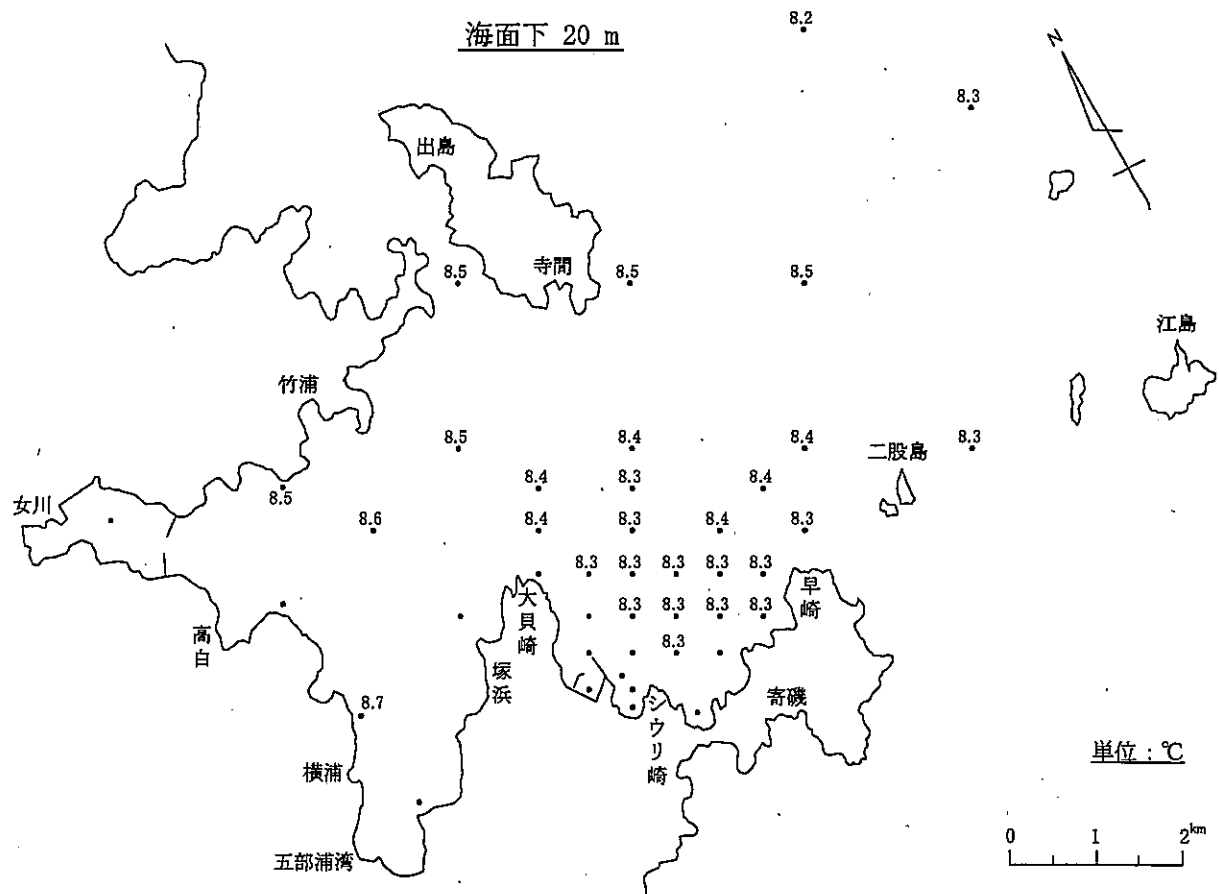 海面下 20 m
8.2
N
8.3
出島
寺間
8.5
8.5
8.5
江島
竹浦
8.5
8.4
8.4
8.3
二股島
8.4
8.3
8.4
女川
8.5
8.6
8.4
8.3
8.4
8.3
8.3
8.3
8.3
8.3
8.3
大貝崎
早崎
8.3
8.3
8.3
8.3
高白
8.3
塚浜
シウリ崎
寄磯
8.7
横浦
単位：℃
五部浦湾
0 1 2km